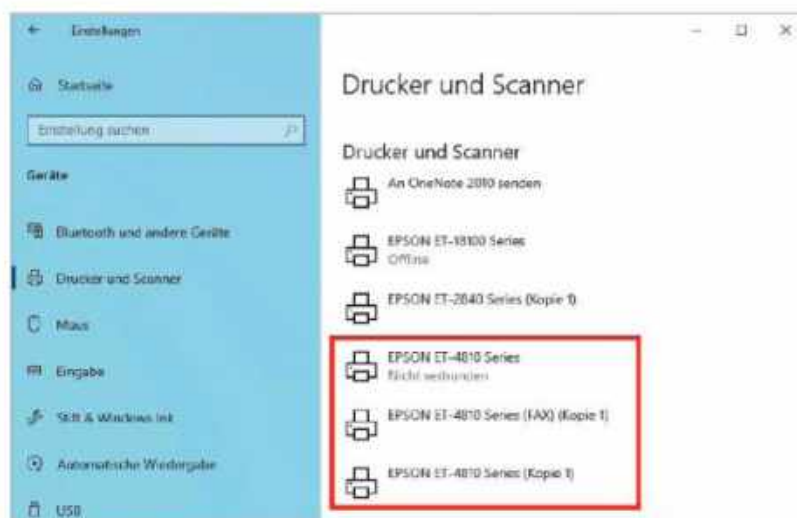 Einstellungen
Startseite
Einstellung suchen
Geräte
Bluetooth und andere Geräte
Drucker und Scanner
Maus
Eingabe
Stift & Windows Ink
Automatische Wiedergabe
USB
Drucker und Scanner
Drucker und Scanner
An OneNote 2010 senden
EPSON ET-18100 Series
Offline
EPSON ET-2840 Series (Kopie 1)
EPSON ET-4810 Series
Nicht verbunden
EPSON ET-4810 Series (FAX) (Kopie 1)
EPSON ET-4810 Series (Kopie 1)